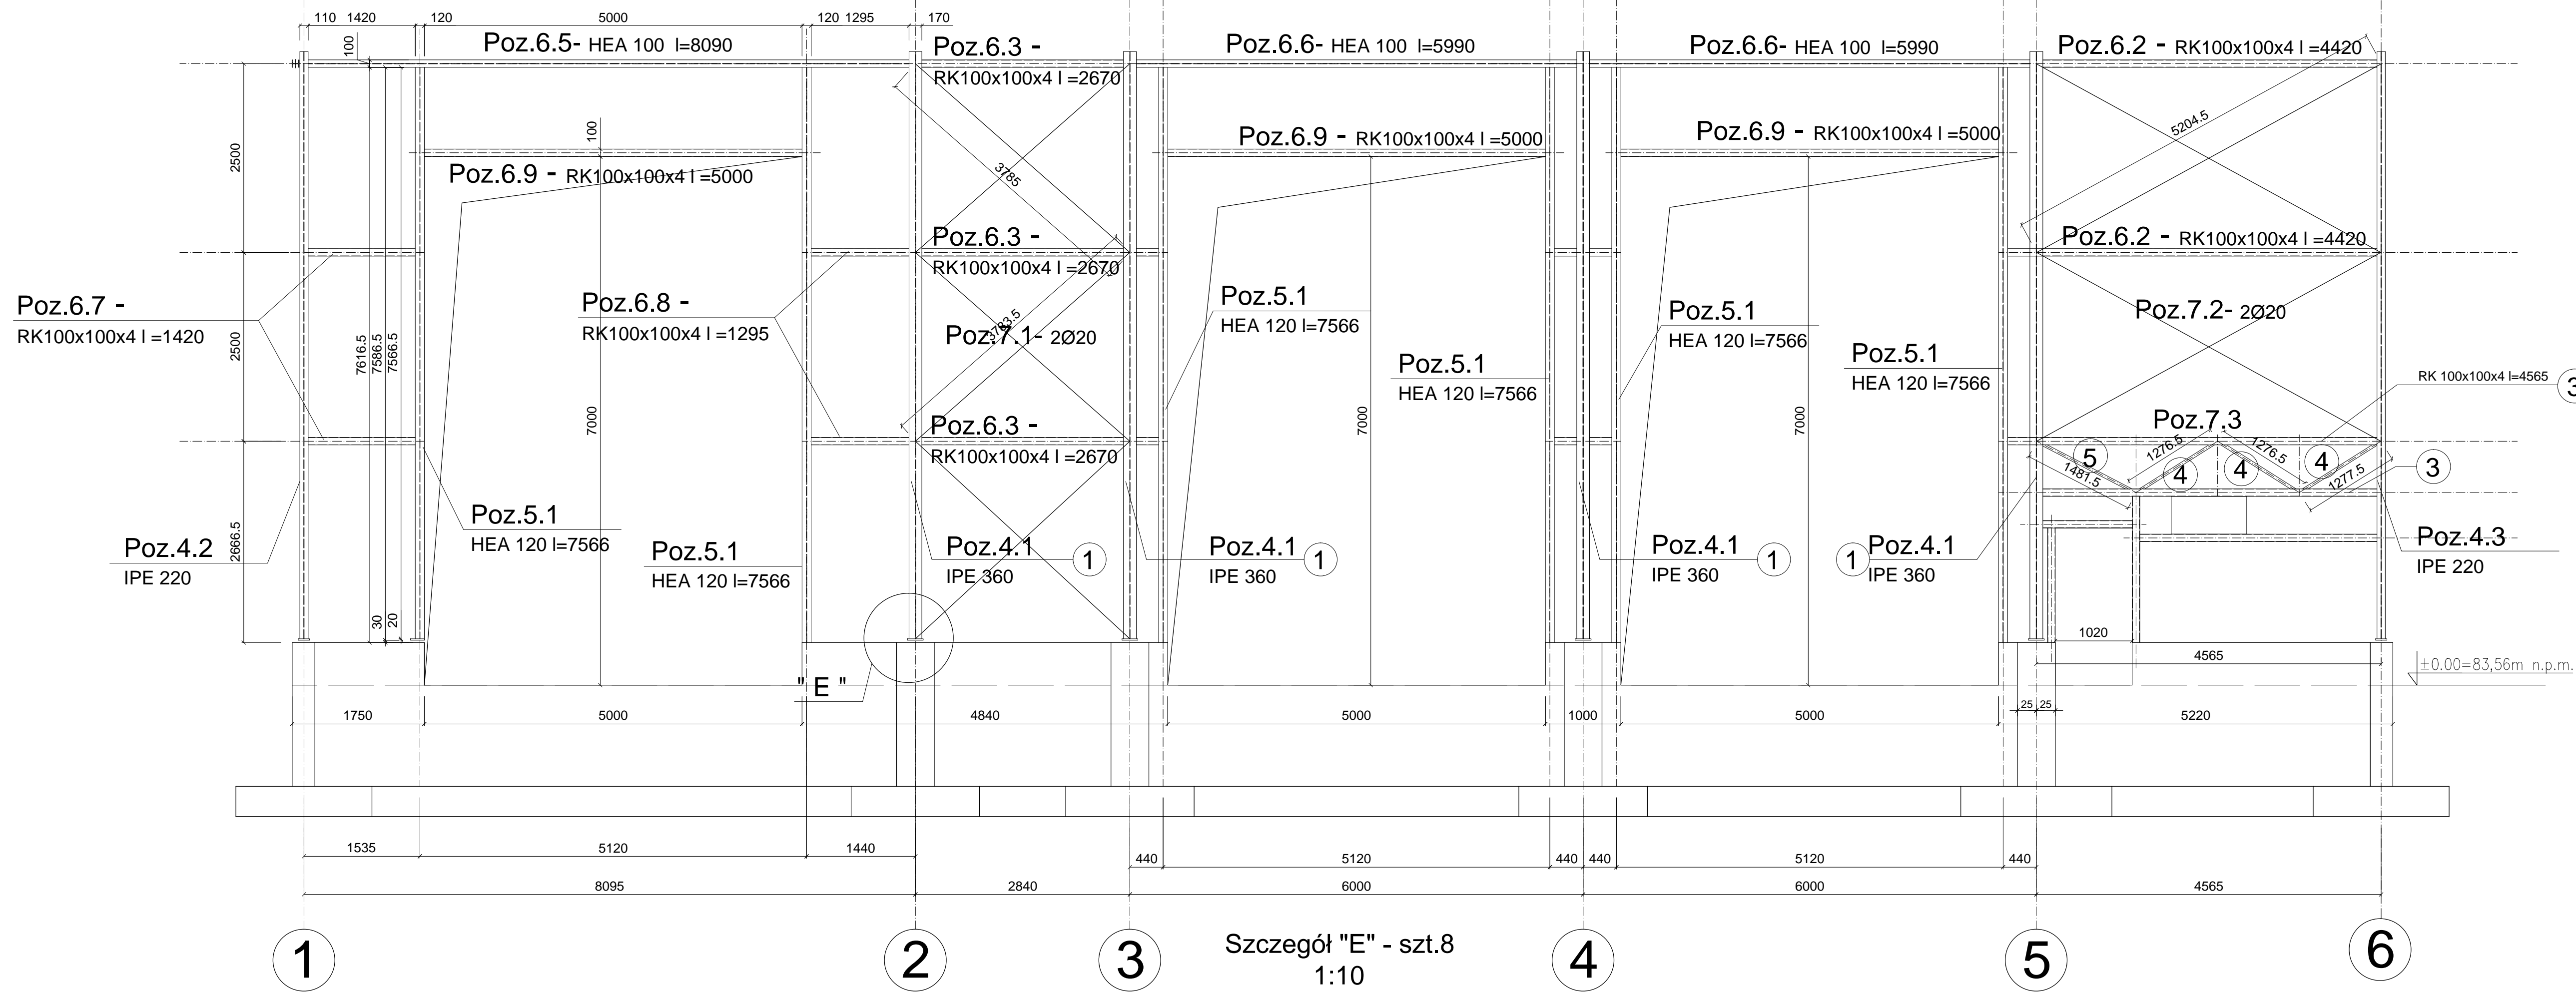 110 1420 120 5000 120 1295 170
100
Poz.6.5- HEA 100 l=8090
Poz.6.3 -
RK100x100x4 l =2670
Poz.6.6- HEA 100 l=5990
Poz.6.6- HEA 100 l=5990
Poz.6.2 - RK100x100x4 l =4420
2500
100
Poz.6.9 - RK100x100x4 l =5000
3785
Poz.6.9 - RK100x100x4 l =5000
Poz.6.9 - RK100x100x4 l =5000
5204.5
Poz.6.3 -
RK100x100x4 l =2670
Poz.6.2 - RK100x100x4 l =4420
Poz.6.7 -
RK100x100x4 l =1420
2500
7616.5
7586.5
7566.5
Poz.6.8 -
RK100x100x4 l =1295
3783.5
Poz.7.1- 2Ø20
Poz.5.1
HEA 120 l=7566
Poz.5.1
HEA 120 l=7566
Poz.5.1
HEA 120 l=7566
Poz.5.1
HEA 120 l=7566
Poz.7.2- 2Ø20
RK 100x100x4 l=4565
3
7000
7000
7000
Poz.6.3 -
RK100x100x4 l =2670
Poz.7.3
5
1481.5
1276.5
4
1276.5
4
4
1277.5
3
2666.5
Poz.4.2
IPE 220
Poz.5.1
HEA 120 l=7566
Poz.5.1
HEA 120 l=7566
Poz.4.1
IPE 360
1
Poz.4.1
IPE 360
1
Poz.4.1
IPE 360
1
1
Poz.4.1
IPE 360
Poz.4.3
IPE 220
30
20
1020
4565
±0.00=83,56m n.p.m.
" E "
1750 5000 4840 5000 1000 5000 25 25 5220
1535 5120 1440 440 5120 440 440 5120 440
8095 2840 6000 6000 4565
1 2 3 4 5 6
Szczegół "E" - szt.8
1:10